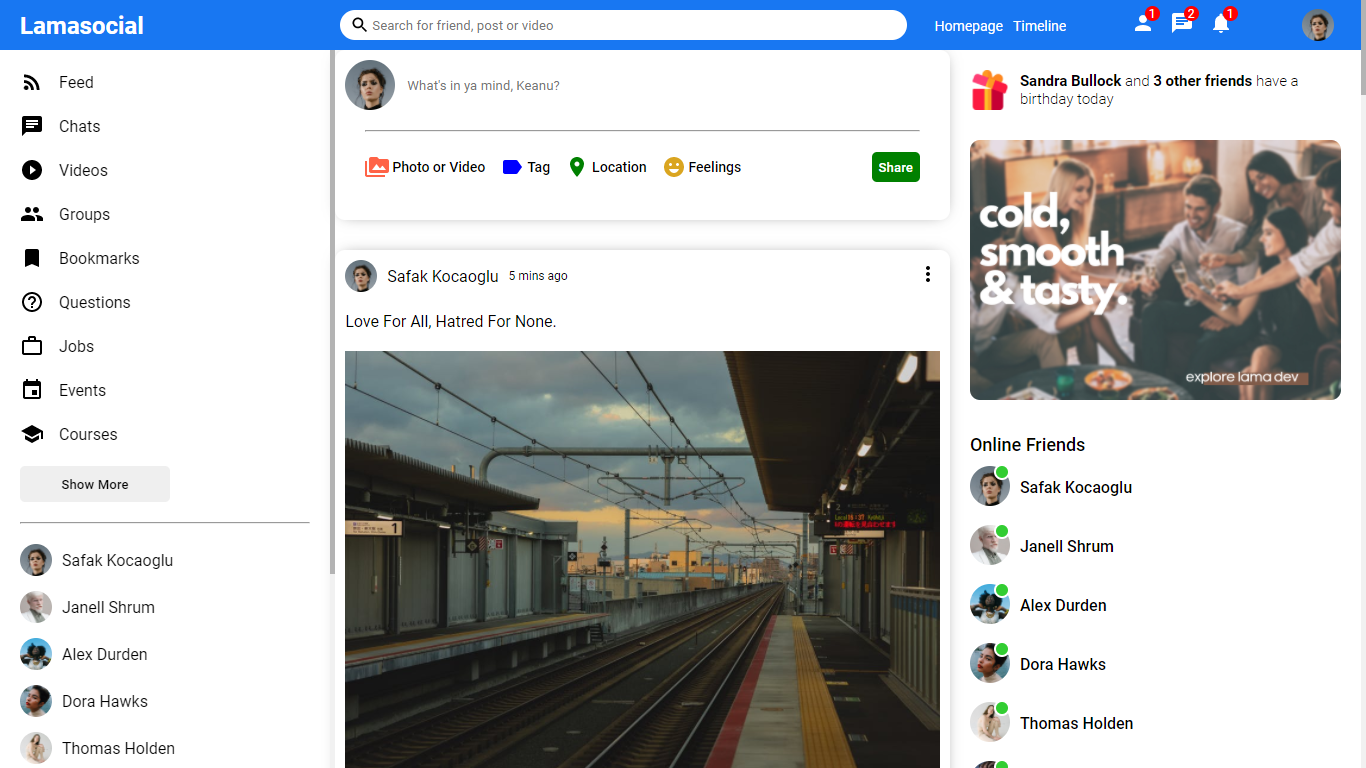 Lamasocial
Search for friend, post or video
Homepage Timeline
1
2
1
Feed
Chats
Videos
Groups
Bookmarks
Questions
Jobs
Events
Courses
Show More
Safak Kocaoglu
Janell Shrum
Alex Durden
Dora Hawks
Thomas Holden
What's in ya mind, Keanu?
Photo or Video Tag Location Feelings Share
Safak Kocaoglu 5 mins ago
Love For All, Hatred For None.
1
2
Sandra Bullock and 3 other friends have a
birthday today
cold,
smooth
& tasty.
explore lama dev
Online Friends
Safak Kocaoglu
Janell Shrum
Alex Durden
Dora Hawks
Thomas Holden